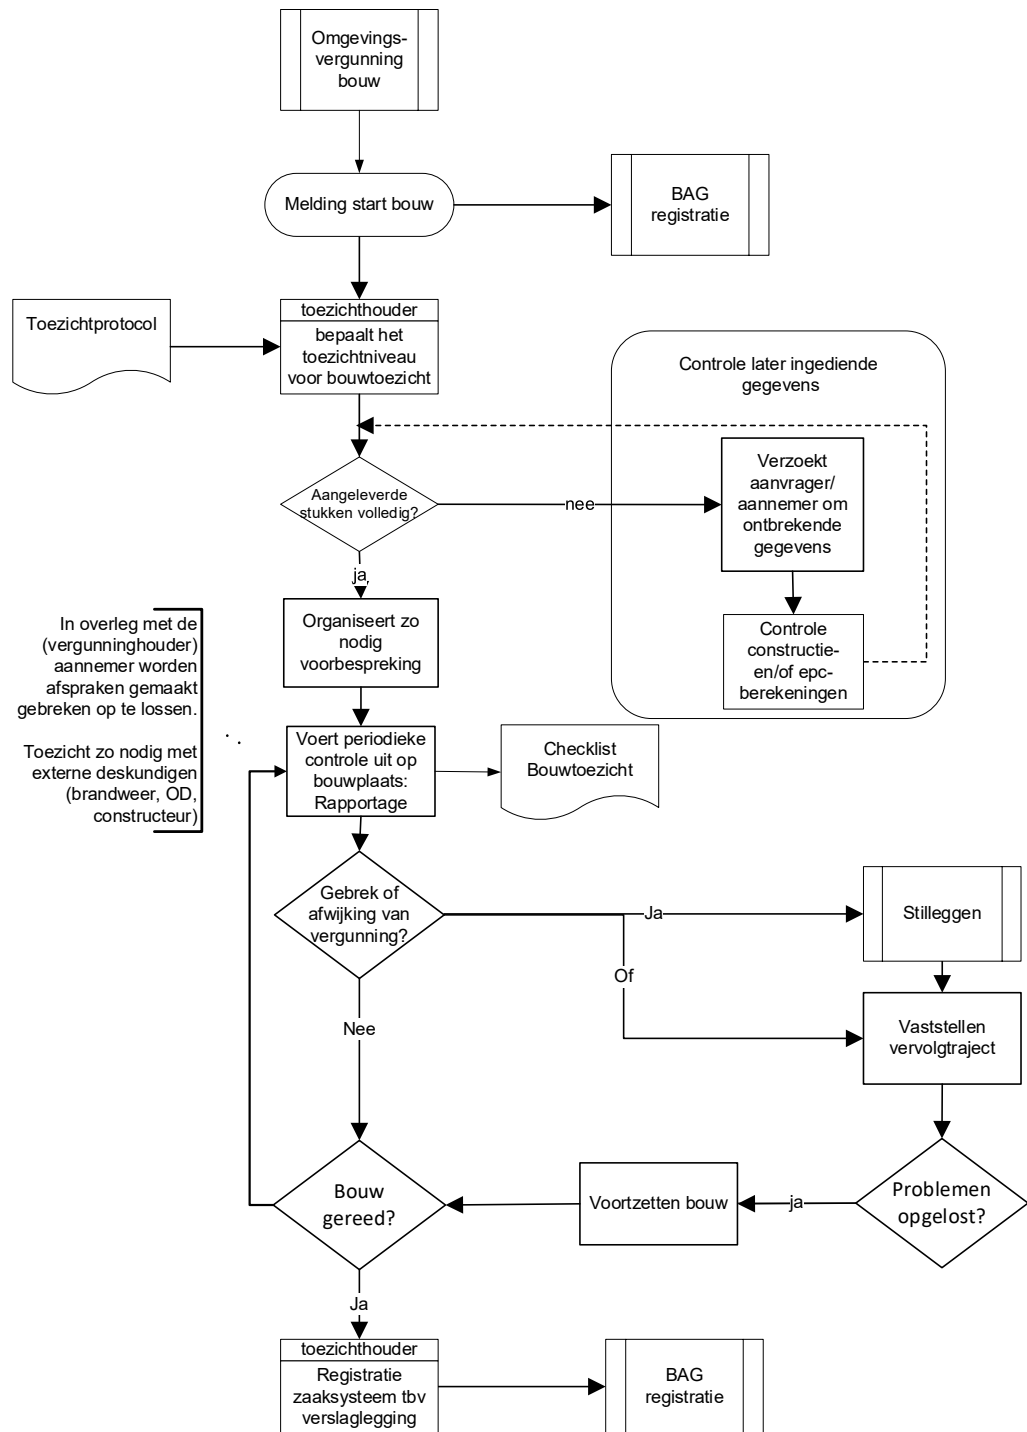 Omgevings-
vergunning
bouw
Melding start bouw
BAG
registratie
toezichthouder
bepaalt het
toezichtniveau
voor bouwtoezicht
Toezichtprotocol
Controle later ingediende
gegevens
Aangeleverde
stukken volledig?
nee
Verzoekt
aanvrager/
aannemer om
ontbrekende
gegevens
Controle
constructie-
en/of epc-
berekeningen
ja,
Organiseert zo
nodig
voorbespreking
In overleg met de
(vergunninghouder)
aannemer worden
afspraken gemaakt
gebreken op te lossen.
Toezicht zo nodig met
externe deskundigen
(brandweer, OD,
constructeur)
Voert periodieke
controle uit op
bouwplaats:
Rapportage
Checklist
Bouwtoezicht
Gebrek of
afwijking van
vergunning?
Ja
Stilleggen
Of
Vaststellen
vervolgtraject
Nee
Problemen
opgelost?
ja
Voortzetten bouw
Bouw
gereed?
Ja
toezichthouder
Registratie
zaaksysteem tbv
verslaglegging
BAG
registratie